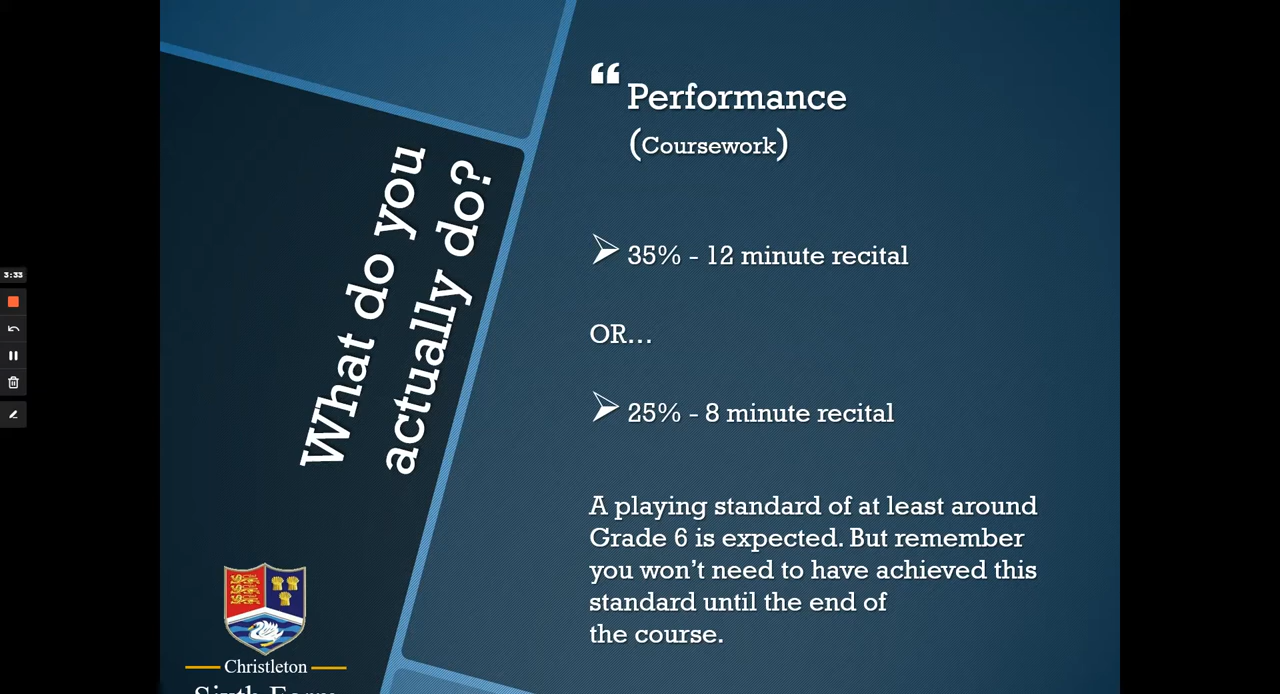 What do you
actually do?
“ Performance
(Coursework)
35% - 12 minute recital
OR...
25% - 8 minute recital
A playing standard of at least around
Grade 6 is expected. But remember
you won't need to have achieved this
standard until the end of
the course.
3:33
Christleton
Sixth Form